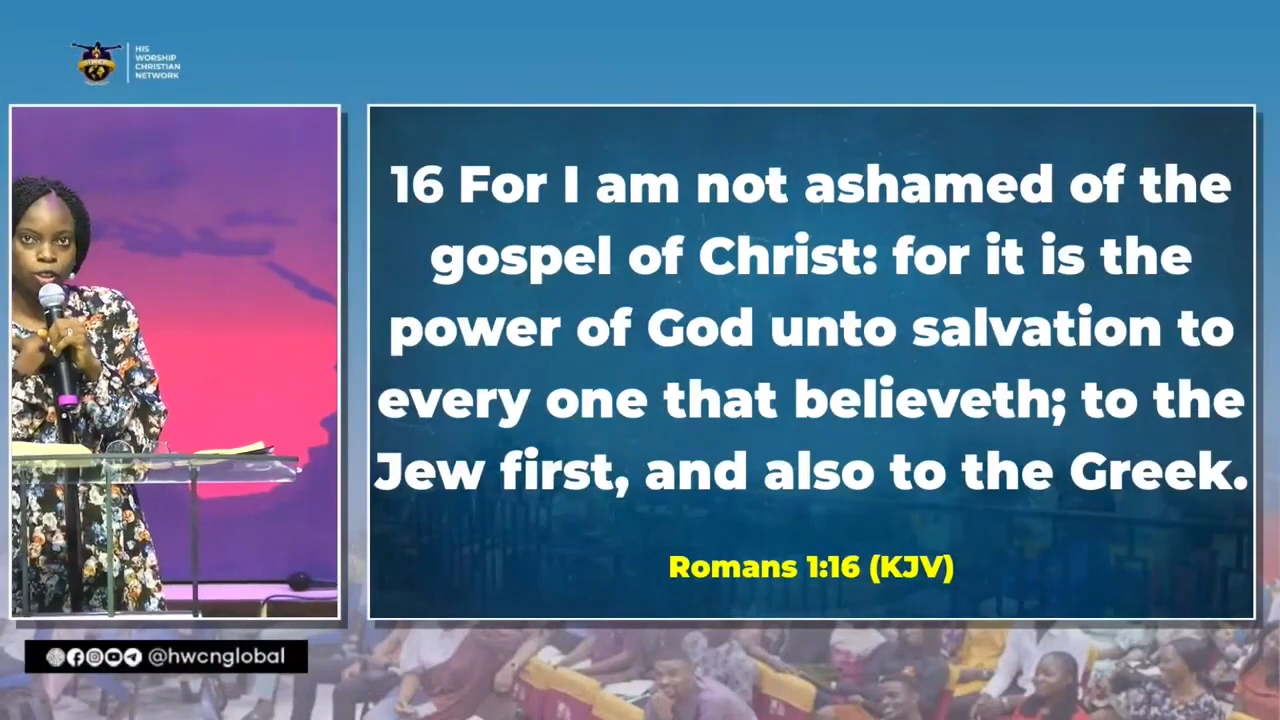 HIS
WORSHIP
CHRISTIAN
NETWORK
16 For I am not ashamed of the
gospel of Christ: for it is the
power of God unto salvation to
every one that believeth; to the
Jew first, and also to the Greek.
Romans 1:16 (KJV)
@hwcnglobal